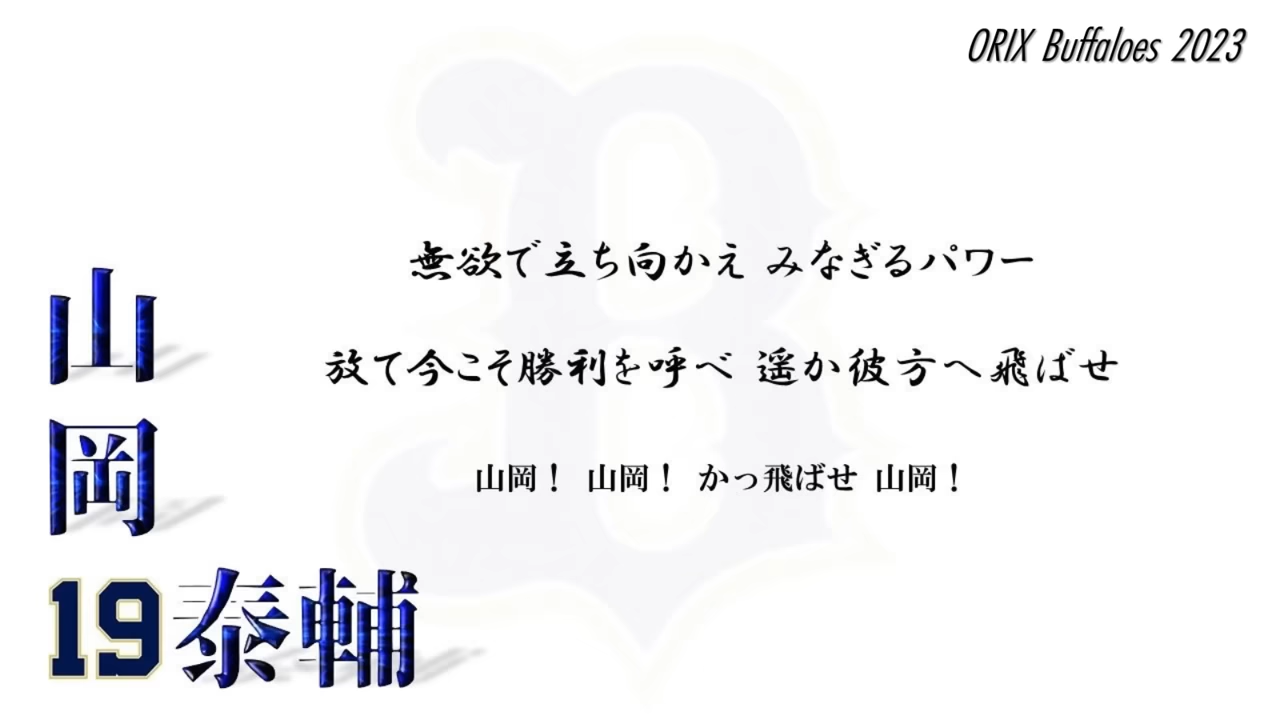 ORIX Buffaloes 2023
無欲で立ち向かえ みなぎるパワー
放て今こそ勝利を呼べ 遥か彼方へ飛ばせ
山岡！ 山岡！ かっ飛ばせ 山岡！
山
岡
19泰輔
B